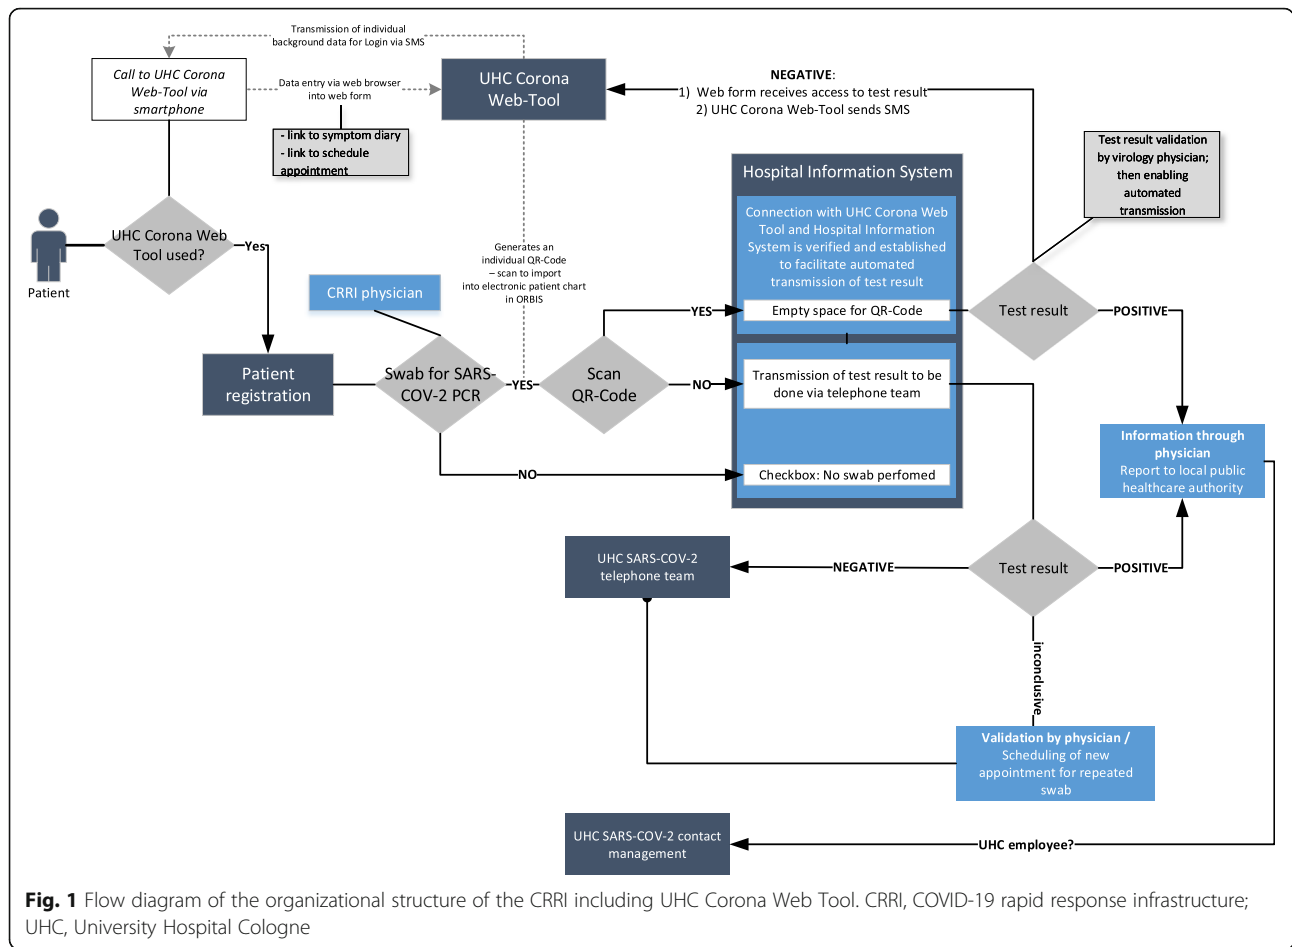 Transmission of individual
background data for Login via SMS
Call to UHC Corona
Web-Tool via
smartphone
Data entry via web browser
into web form
UHC Corona
Web-Tool
NEGATIVE:
1) Web form receives access to test result
2) UHC Corona Web-Tool sends SMS
- link to symptom diary
- link to schedule
appointment
Test result validation
by virology physician;
then enabling
automated
transmission
Hospital Information System
Connection with UHC Corona Web
Tool and Hospital Information
System is verified and established
to facilitate automated
transmission of test result
Patient
UHC Corona Web
Tool used?
Yes
Generates an
individual QR-Code
– scan to import
into electronic patient chart
in ORBIS
CRRI physician
YES
Empty space for QR-Code
Test result
POSITIVE
Patient
registration
Swab for SARS-
COV-2 PCR
YES
Scan
QR-Code
NO
Transmission of test result to be
done via telephone team
NO
Checkbox: No swab perfomed
Information through
physician
Report to local public
healthcare authority
UHC SARS-COV-2
telephone team
NEGATIVE
Test result
POSITIVE
inconclusive
Validation by physician /
Scheduling of new
appointment for repeated
swab
UHC SARS-COV-2 contact
management
UHC employee?
Fig. 1 Flow diagram of the organizational structure of the CRRI including UHC Corona Web Tool. CRRI, COVID-19 rapid response infrastructure;
UHC, University Hospital Cologne